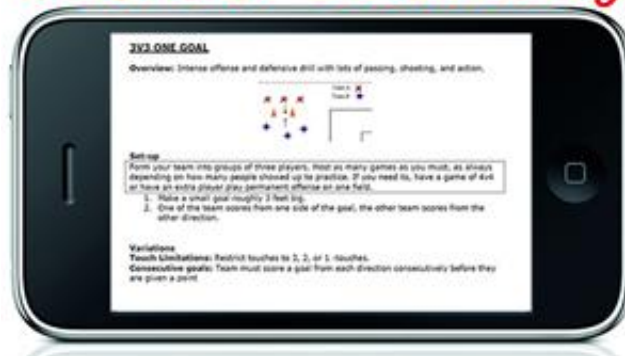 3V3 ONE GOAL
Overview: Intense offense and defensive drill with lots of passing, shooting, and action.
Team A
Team B
Set-up
Form your team into groups of three players. Host as many games as you must, as always
depending on how many people showed up to practice. If you need to, have a game of 4v4
or have an extra player play permanent offense on one field.
1. Make a small goal roughly 3 feet big.
2. One of the team scores from one side of the goal, the other team scores from the
other direction.
Variations
Touch Limitations: Restrict touches to 3, 2, or 1 -touches.
Consecutive goals: Team must score a goal from each direction consecutively before they
are given a point